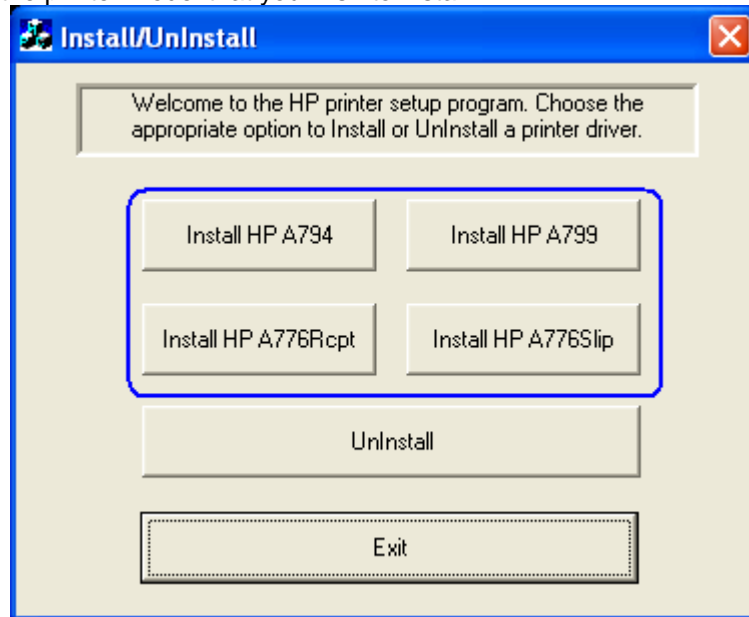 Install/UnInstall
Welcome to the HP printer setup program. Choose the
appropriate option to Install or UnInstall a printer driver.
Install HP A794 Install HP A799
Install HP A776Rcpt Install HP A776Slip
UnInstall
Exit